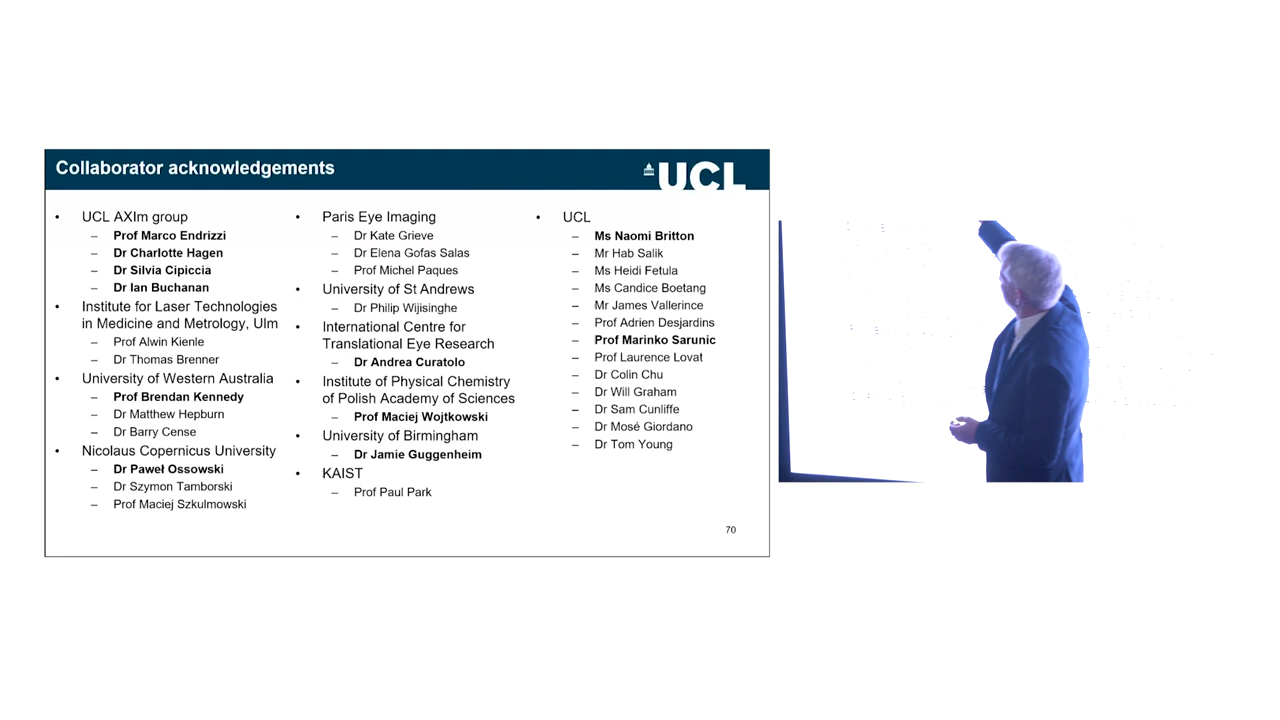 Collaborator acknowledgements
UCL
• UCL AXIm group
– Prof Marco Endrizzi
– Dr Charlotte Hagen
– Dr Silvia Cipiccia
– Dr Ian Buchanan
• Institute for Laser Technologies
in Medicine and Metrology, Ulm
– Prof Alwin Kienle
– Dr Thomas Brenner
• University of Western Australia
– Prof Brendan Kennedy
– Dr Matthew Hepburn
– Dr Barry Cense
• Nicolaus Copernicus University
– Dr Paweł Ossowski
– Dr Szymon Tamborski
– Prof Maciej Szkulmowski
• Paris Eye Imaging
– Dr Kate Grieve
– Dr Elena Gofas Salas
– Prof Michel Paques
• University of St Andrews
– Dr Philip Wijisinghe
• International Centre for
Translational Eye Research
– Dr Andrea Curatolo
• Institute of Physical Chemistry
of Polish Academy of Sciences
– Prof Maciej Wojtkowski
• University of Birmingham
– Dr Jamie Guggenheim
• KAIST
– Prof Paul Park
• UCL
– Ms Naomi Britton
– Mr Hab Salik
– Ms Heidi Fetula
– Ms Candice Boetang
– Mr James Vallerince
– Prof Adrien Desjardins
– Prof Marinko Sarunic
– Prof Laurence Lovat
– Dr Colin Chu
– Dr Will Graham
– Dr Sam Cunliffe
– Dr Mosé Giordano
– Dr Tom Young
70